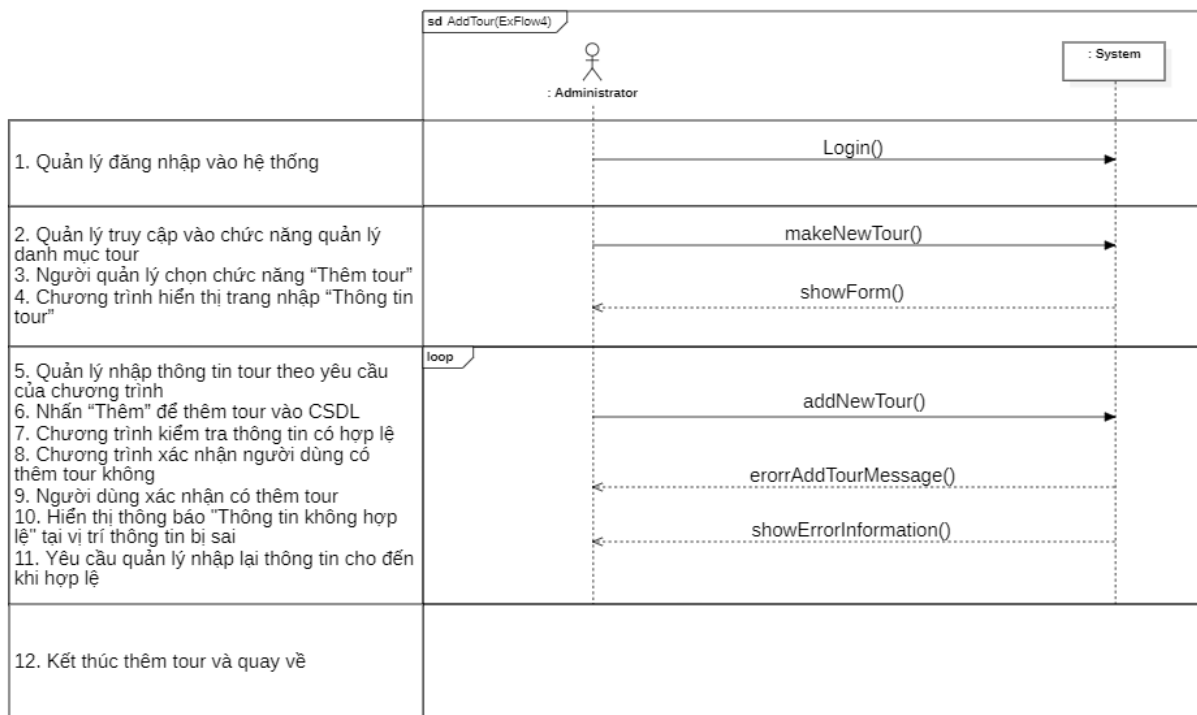 sd AddTour(ExFlow4)
: System
: Administrator
1. Quản lý đăng nhập vào hệ thống
Login()
2. Quản lý truy cập vào chức năng quản lý
danh mục tour
3. Người quản lý chọn chức năng “Thêm tour”
4. Chương trình hiển thị trang nhập “Thông tin
tour”
makeNewTour()
showForm()
loop
5. Quản lý nhập thông tin tour theo yêu cầu
của chương trình
6. Nhấn “Thêm” để thêm tour vào CSDL
7. Chương trình kiểm tra thông tin có hợp lệ
8. Chương trình xác nhận người dùng có
thêm tour không
9. Người dùng xác nhận có thêm tour
10. Hiển thị thông báo "Thông tin không hợp
lệ" tại vị trí thông tin bị sai
11. Yêu cầu quản lý nhập lại thông tin cho đến
khi hợp lệ
addNewTour()
erorrAddTourMessage()
showErrorInformation()
12. Kết thúc thêm tour và quay về